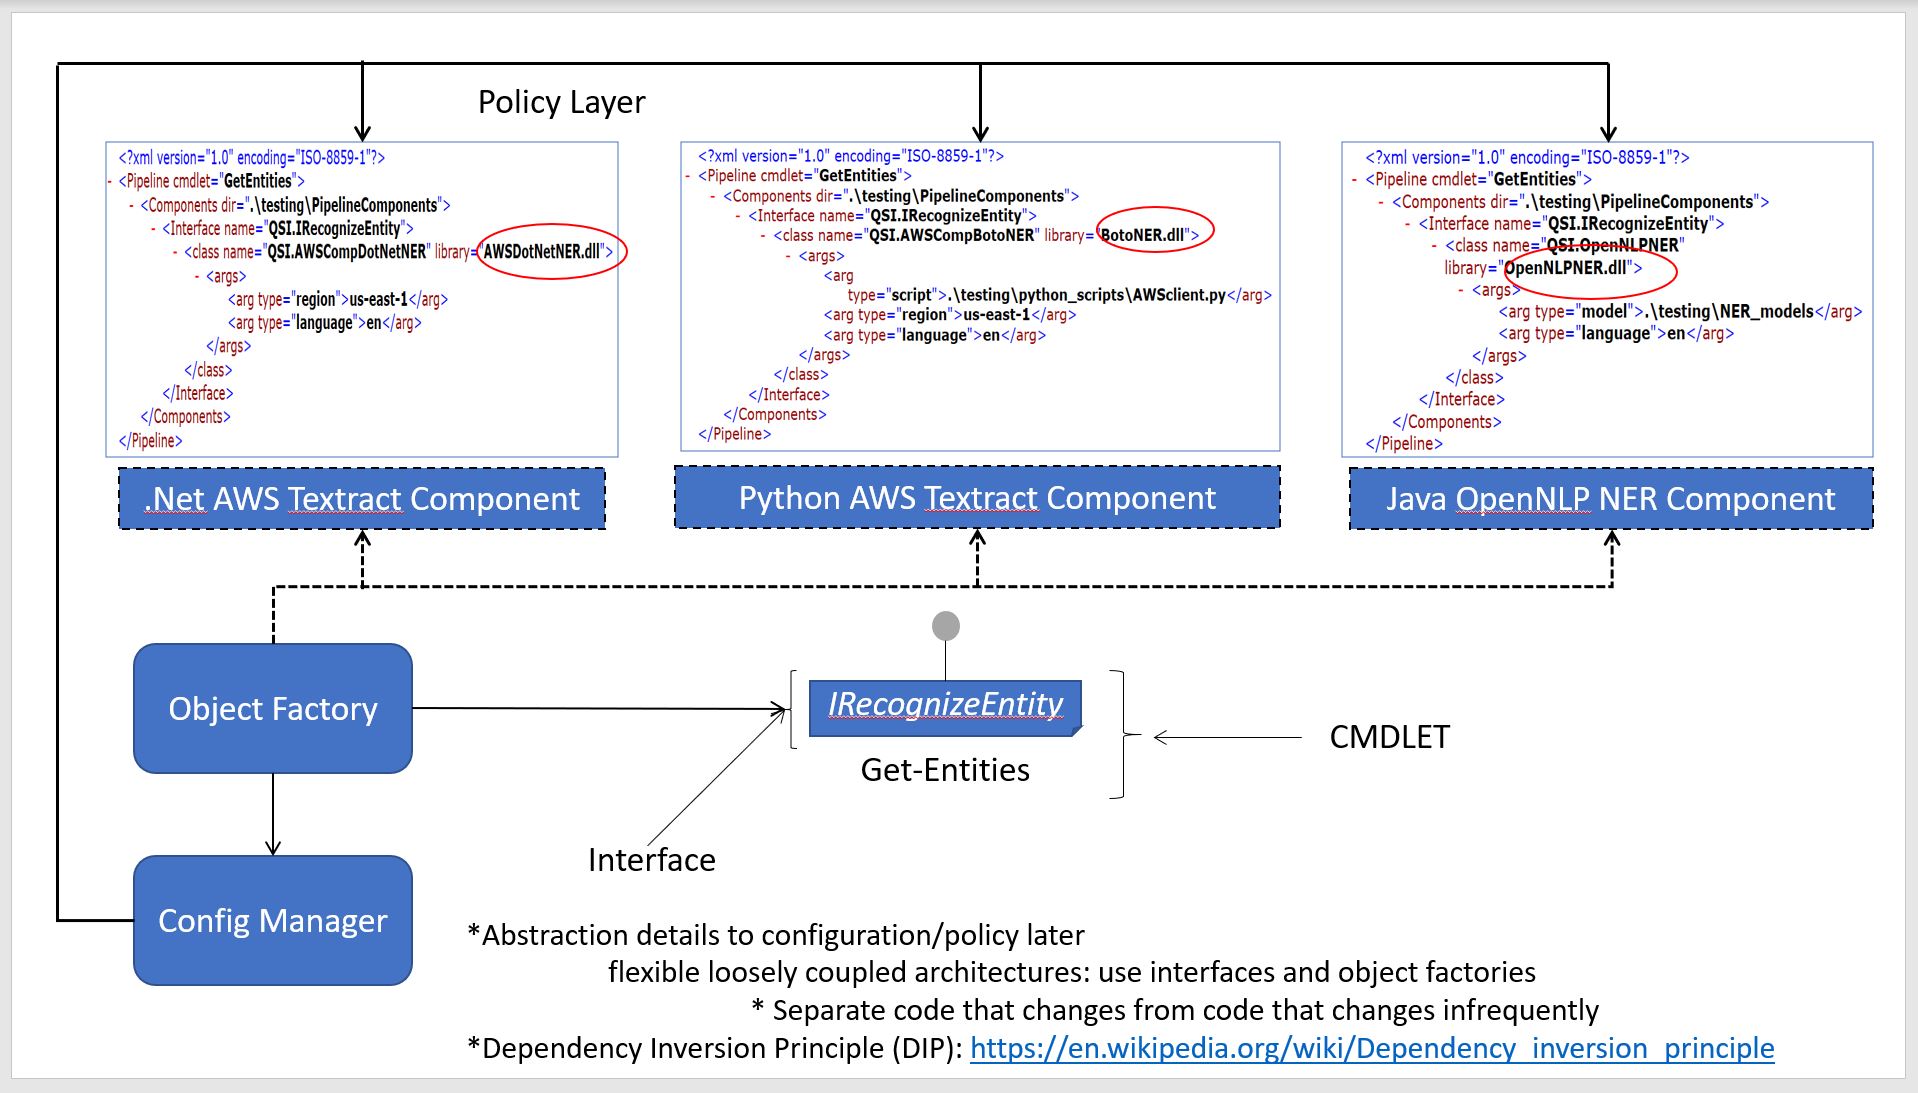 Policy Layer
<?xml version="1.0" encoding="ISO-8859-1"?>
- <Pipeline cmdlet="GetEntities">
- <Components dir=".\testing\PipelineComponents">
- <Interface name="QSI.IRecognizeEntity">
- <class name="QSI.AWSCompDotNetNER" library="AWSDotNetNER.dll">
- <args>
<arg type="region">us-east-1</arg>
<arg type="language">en</arg>
</args>
</class>
</Interface>
</Components>
</Pipeline>
.Net AWS Textract Component
<?xml version="1.0" encoding="ISO-8859-1"?>
- <Pipeline cmdlet="GetEntities">
- <Components dir=".\testing\PipelineComponents">
- <Interface name="QSI.IRecognizeEntity">
- <class name="QSI.AWSCompBotoNER" library="BotoNER.dll">
- <args>
<arg
type="script">.\testing\python_scripts\AWSclient.py</arg>
<arg type="region">us-east-1</arg>
<arg type="language">en</arg>
</args>
</class>
</Interface>
</Components>
</Pipeline>
Python AWS Textract Component
<?xml version="1.0" encoding="ISO-8859-1"?>
- <Pipeline cmdlet="GetEntities">
- <Components dir=".\testing\PipelineComponents">
- <Interface name="QSI.IRecognizeEntity">
- <class name="QSI.OpenNLPNER"
library="OpenNLPNER.dll">
- <args>
<arg type="model">.\testing\NER_models</arg>
<arg type="language">en</arg>
</args>
</class>
</Interface>
</Components>
</Pipeline>
Java OpenNLP NER Component
Object Factory
IRecognizeEntity
Get-Entities
CMDLET
Interface
Config Manager
*Abstraction details to configuration/policy later
flexible loosely coupled architectures: use interfaces and object factories
* Separate code that changes from code that changes infrequently
*Dependency Inversion Principle (DIP): https://en.wikipedia.org/wiki/Dependency_inversion_principle